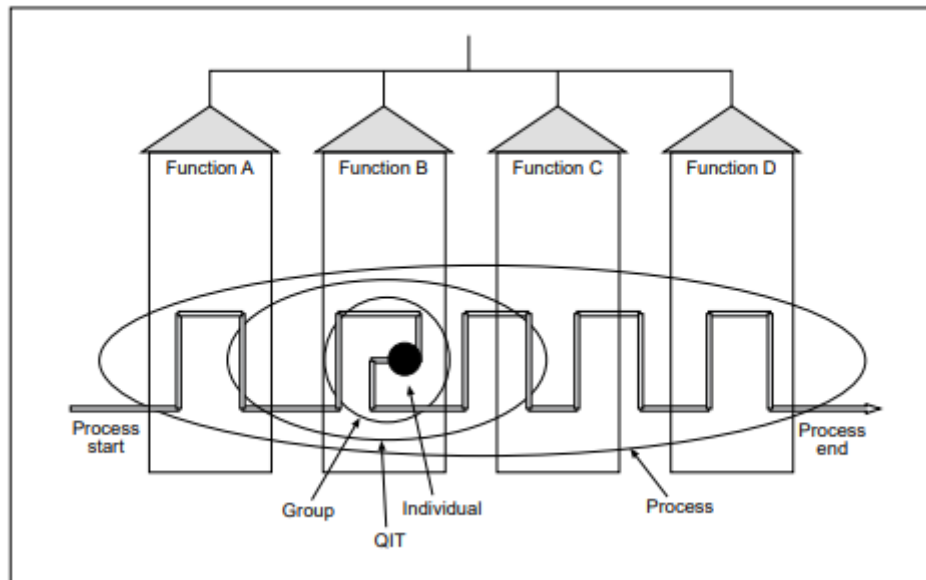 Function A
Function B
Function C
Function D
Process
start
Process
end
Group
Individual
Process
QIT